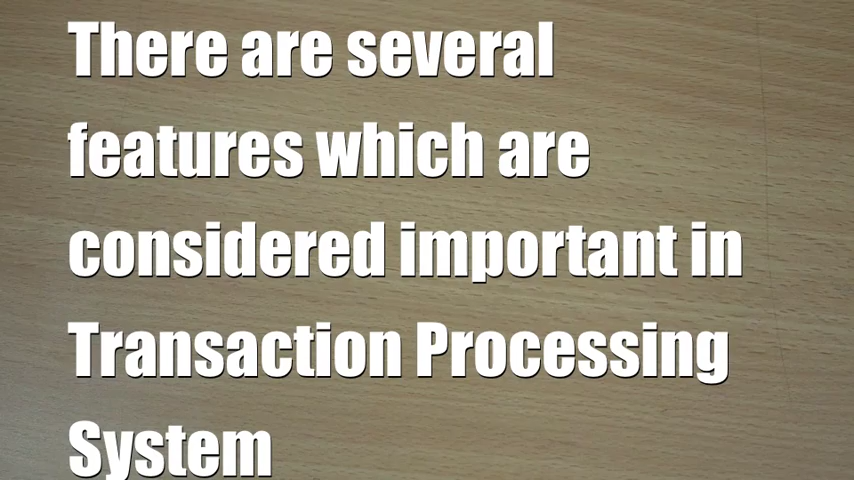 There are several
features which are
considered important in
Transaction Processing
System